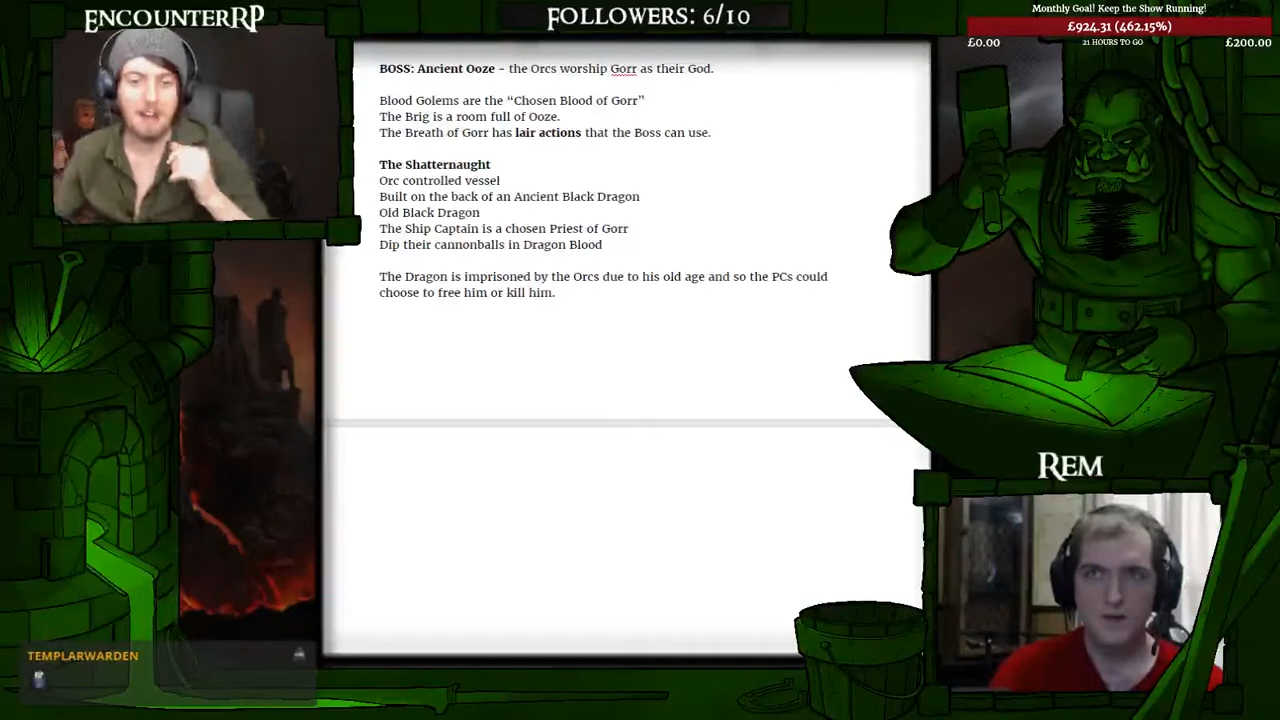 ENCOUNTERRP
FOLLOWERS: 6/10
Monthly Goal! Keep the Show Running!
£924.31 (462.15%)
£0.00
21 HOURS TO GO
£200.00
BOSS: Ancient Ooze - the Orcs worship Gorr as their God.
Blood Golems are the “Chosen Blood of Gorr”
The Brig is a room full of Ooze.
The Breath of Gorr has lair actions that the Boss can use.
The Shatternaught
Orc controlled vessel
Built on the back of an Ancient Black Dragon
Old Black Dragon
The Ship Captain is a chosen Priest of Gorr
Dip their cannonballs in Dragon Blood
The Dragon is imprisoned by the Orcs due to his old age and so the PCs could
choose to free him or kill him.
REM
TEMPLARWARDEN